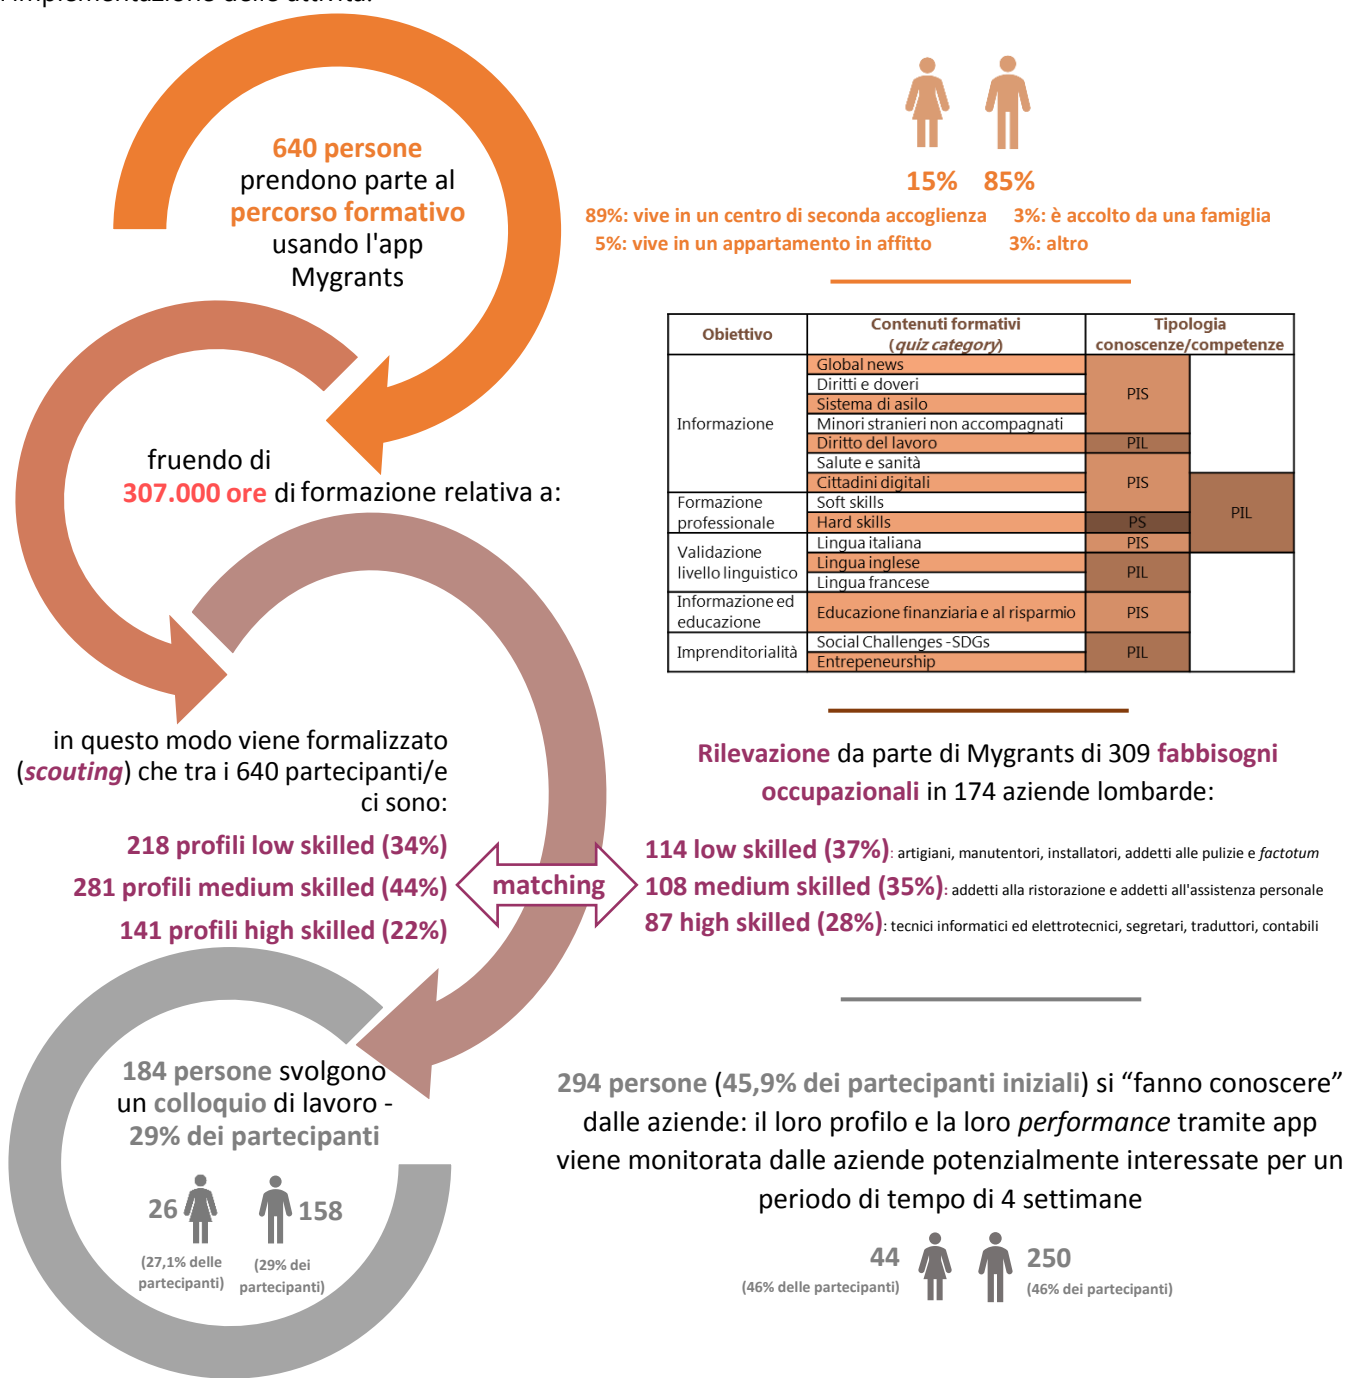 l'implementazione delle attività.
640 persone
prendono parte al
percorso formativo
usando l'app
Mygrants
15% 85%
89%: vive in un centro di seconda accoglienza 3%: è accolto da una famiglia
5%: vive in un appartamento in affitto 3%: altro
fruendo di
307.000 ore di formazione relativa a:
Obiettivo
Contenuti formativi
(quiz category)
Tipologia
conoscenze/competenze
Informazione
Global news
Diritti e doveri
Sistema di asilo
Minori stranieri non accompagnati
PIS
Diritto del lavoro
PIL
Salute e sanità
Cittadini digitali
PIS
Formazione
professionale
Soft skills
Hard skills
PS
PIL
Validazione
livello linguistico
Lingua italiana
PIS
Lingua inglese
Lingua francese
PIL
Informazione ed
educazione
Educazione finanziaria e al risparmio
PIS
Imprenditorialità
Social Challenges -SDGs
Entrepeneurship
PIL
in questo modo viene formalizzato
(scouting) che tra i 640 partecipanti/e
ci sono:
218 profili low skilled (34%)
281 profili medium skilled (44%)
141 profili high skilled (22%)
matching
Rilevazione da parte di Mygrants di 309 fabbisogni
occupazionali in 174 aziende lombarde:
114 low skilled (37%): artigiani, manutentori, installatori, addetti alle pulizie e factotum
108 medium skilled (35%): addetti alla ristorazione e addetti all'assistenza personale
87 high skilled (28%): tecnici informatici ed elettrotecnici, segretari, traduttori, contabili
184 persone svolgono
un colloquio di lavoro -
29% dei partecipanti
26 158
(27,1% delle
partecipanti)
(29% dei
partecipanti)
294 persone (45,9% dei partecipanti iniziali) si “fanno conoscere”
dalle aziende: il loro profilo e la loro performance tramite app
viene monitorata dalle aziende potenzialmente interessate per un
periodo di tempo di 4 settimane
44 250
(46% delle partecipanti) (46% dei partecipanti)